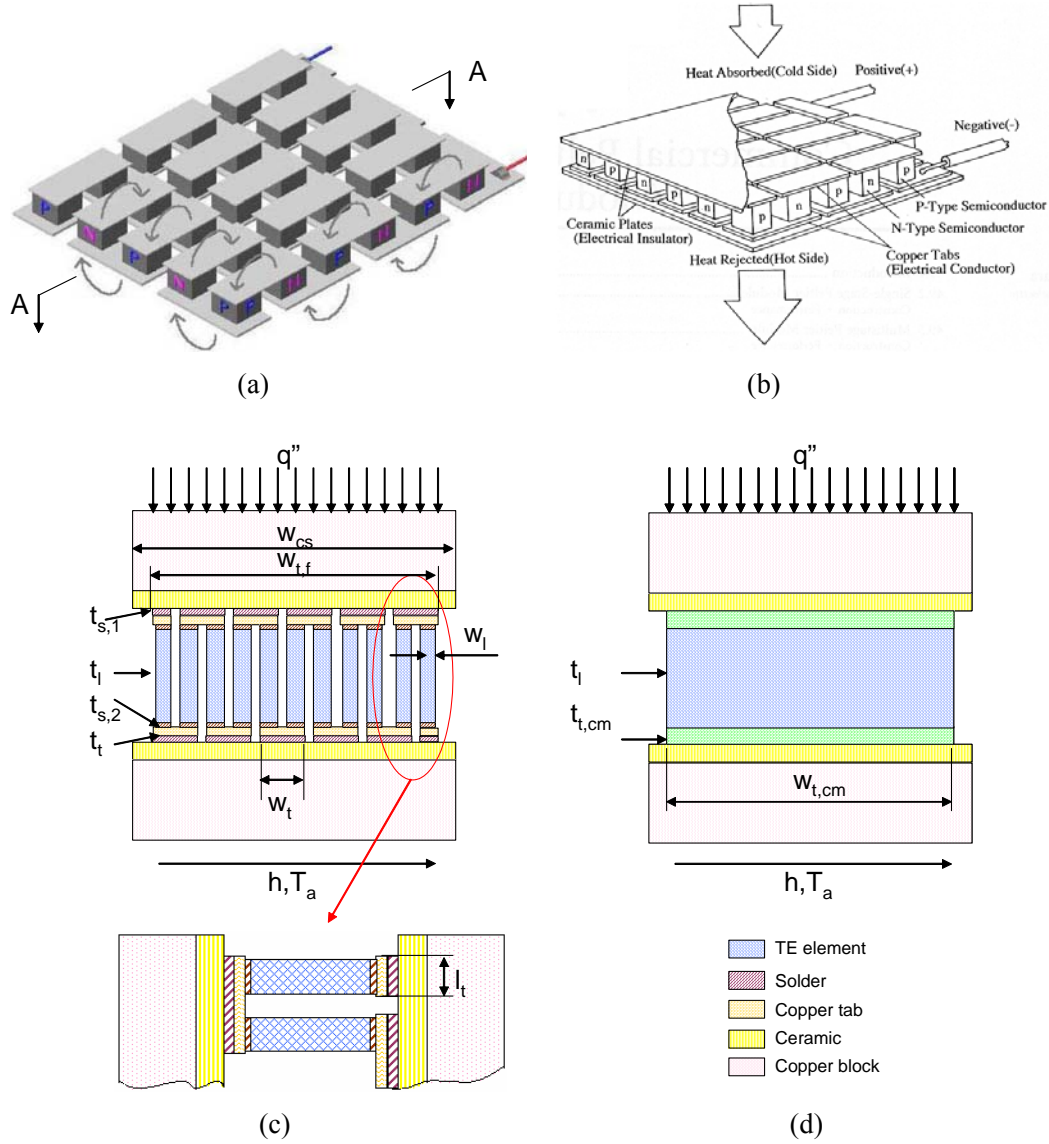 A
A
P
N
P
N
P
P
(a)
Heat Absorbed(Cold Side)
Positive(+)
Negative(-)
n
p
n
p
p
n
p
n
p
n
p
P-Type Semiconductor
N-Type Semiconductor
Ceramic Plates
(Electrical Insulator)
Copper Tabs
(Electrical Conductor)
Heat Rejected(Hot Side)
(b)
q”
w_cs
w_t,f
t_s,1
w_l
t_l
t_s,2
t_t
w_t
h,T_a
l_t
(c)
q”
t_l
t_t,cm
w_t,cm
h,T_a
TE element
Solder
Copper tab
Ceramic
Copper block
(d)